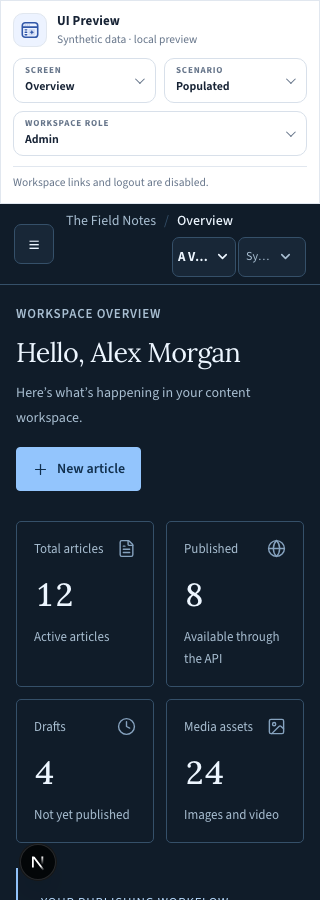 UI Preview
Synthetic data · local preview
SCREEN
Overview
SCENARIO
Populated
WORKSPACE ROLE
Admin
Workspace links and logout are disabled.
The Field Notes / Overview
A V…
Sy…
WORKSPACE OVERVIEW
Hello, Alex Morgan
Here's what's happening in your content
workspace.
New article
Total articles
12
Active articles
Published
8
Available through
the API
Drafts
4
Not yet published
Media assets
24
Images and video
N
YOUR PUBLISHING WORKFLOW